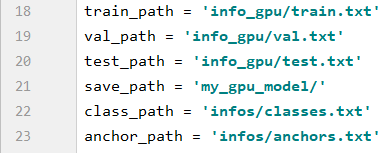 18 train_path = 'info_gpu/train.txt'
19 val_path = 'info_gpu/val.txt'
20 test_path = 'info_gpu/test.txt'
21 save_path = 'my_gpu_model/'
22 class_path = 'infos/classes.txt'
23 anchor_path = 'infos/anchors.txt'